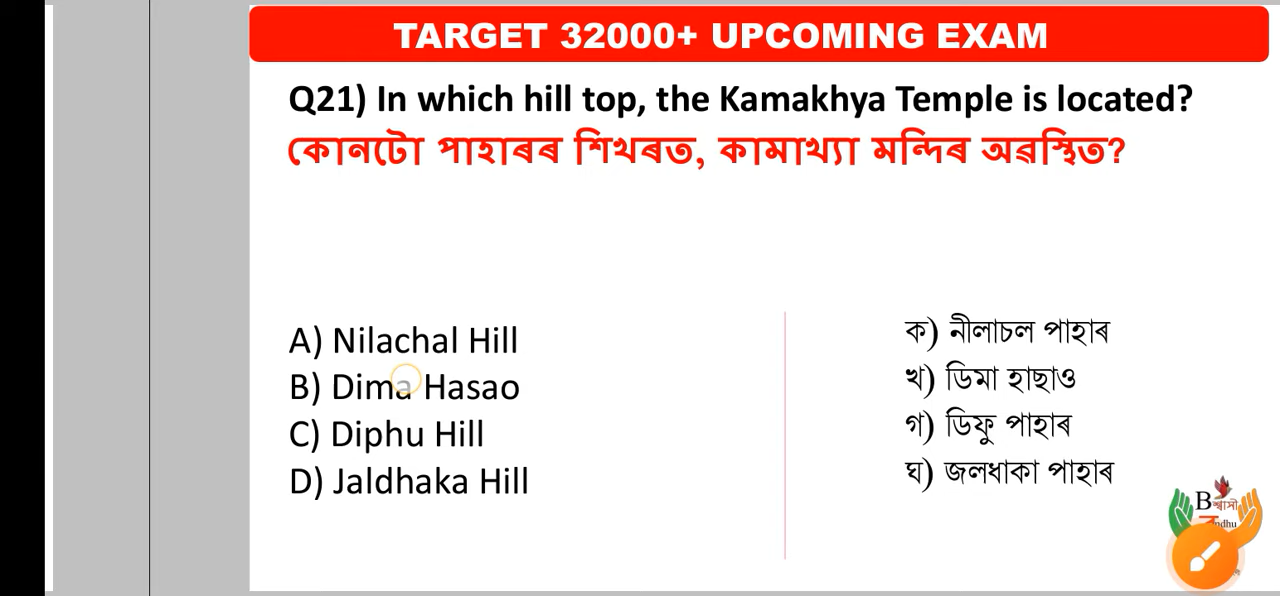 TARGET 32000+ UPCOMING EXAM
Q21) In which hill top, the Kamakhya Temple is located?
কোনটো পাহাৰৰ শিখৰত, কামাখ্যা মন্দিৰ অৱস্থিত?
A) Nilachal Hill
B) Dima Hasao
C) Diphu Hill
D) Jaldhaka Hill
ক) নীলাচল পাহাৰ
খ) ডিমা হাছাও
গ) ডিফু পাহাৰ
ঘ) জলধাকা পাহাৰ